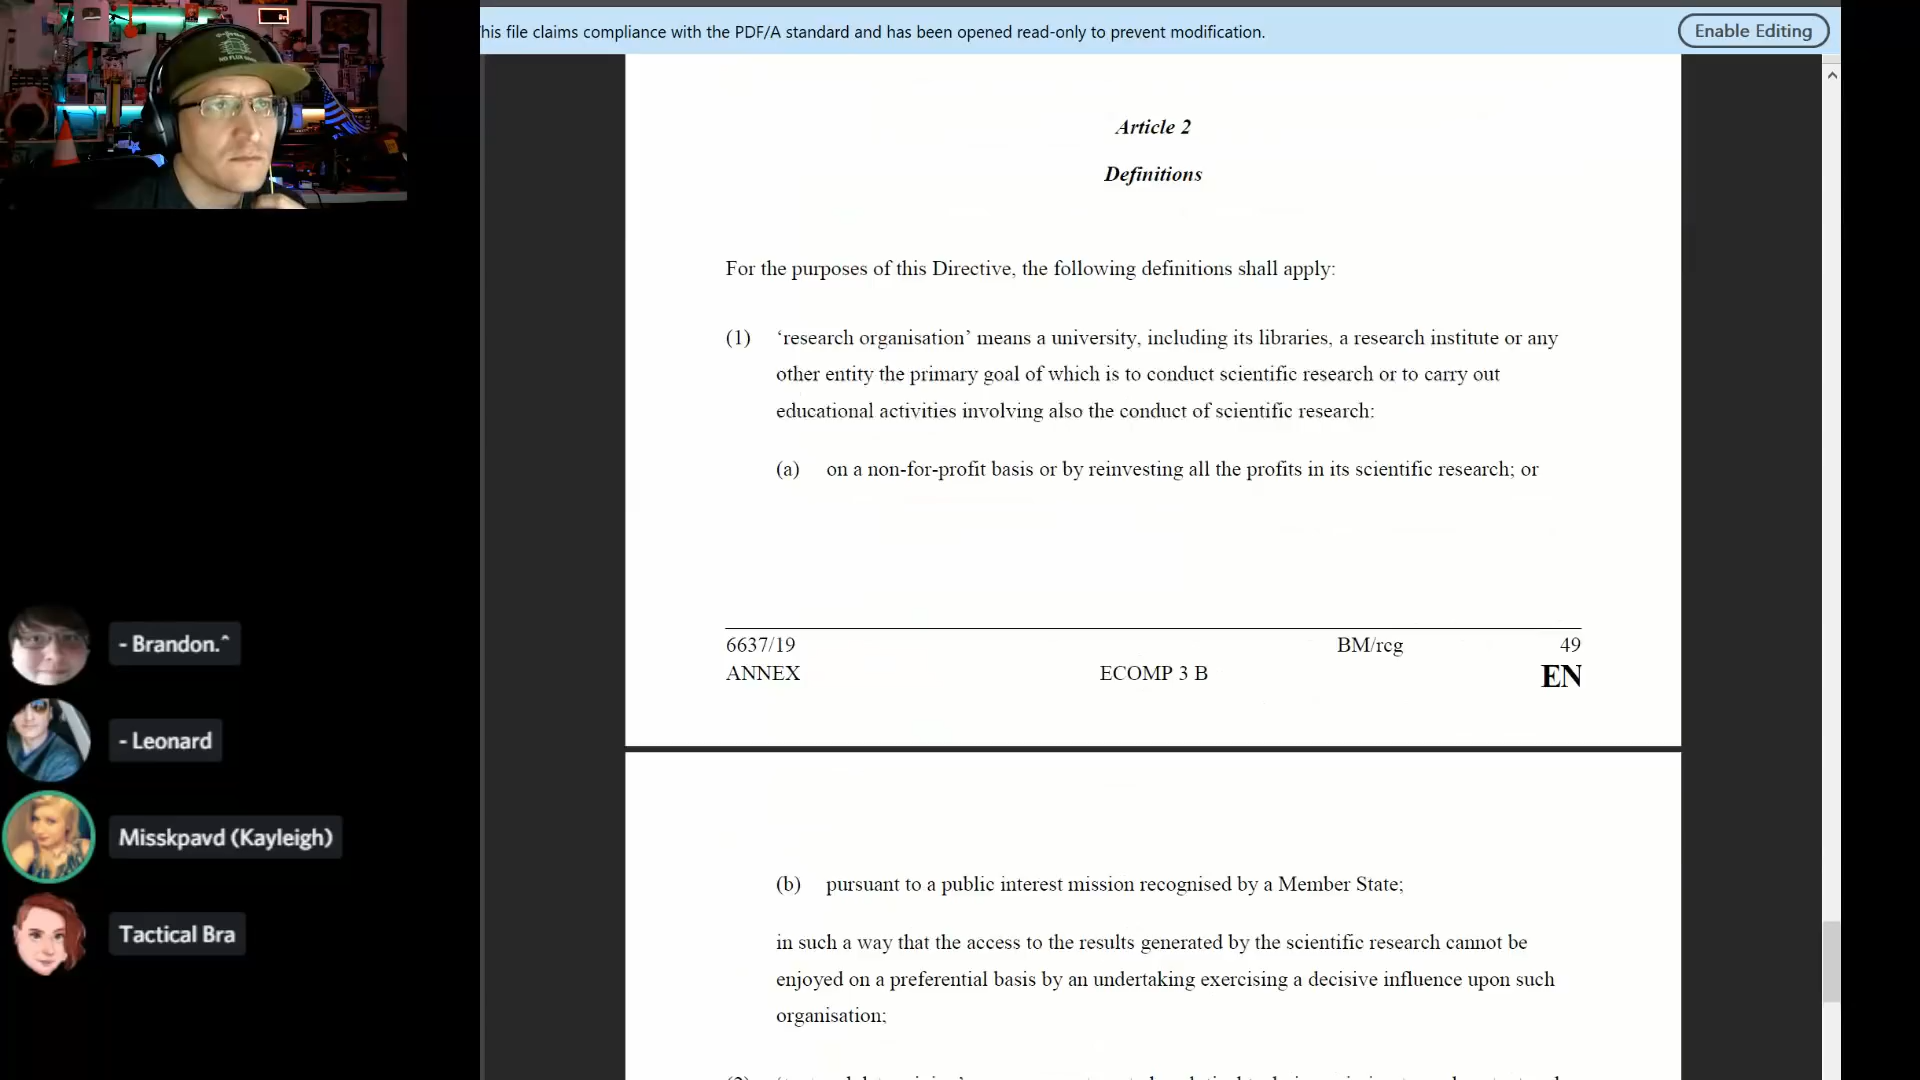 his file claims compliance with the PDF/A standard and has been opened read-only to prevent modification.
Enable Editing
Article 2
Definitions
For the purposes of this Directive, the following definitions shall apply:
(1) ‘research organisation’ means a university, including its libraries, a research institute or any
other entity the primary goal of which is to conduct scientific research or to carry out
educational activities involving also the conduct of scientific research:
(a) on a non-for-profit basis or by reinvesting all the profits in its scientific research; or
6637/19 BM/rcg 49
ANNEX ECOMP 3 B EN
(b) pursuant to a public interest mission recognised by a Member State;
in such a way that the access to the results generated by the scientific research cannot be
enjoyed on a preferential basis by an undertaking exercising a decisive influence upon such
organisation;
- Brandon.^
- Leonard
Misskpavd (Kayleigh)
Tactical Bra